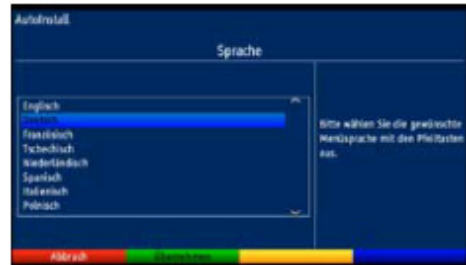 AutoInstall
Sprache
Englisch
Deutsch
Französisch
Tschechisch
Niederländisch
Spanisch
Italienisch
Polnisch
Bitte wählen Sie die gewünschte
Menüsprache mit den Pfeiltasten
aus.
Abbruch
Übernehmen